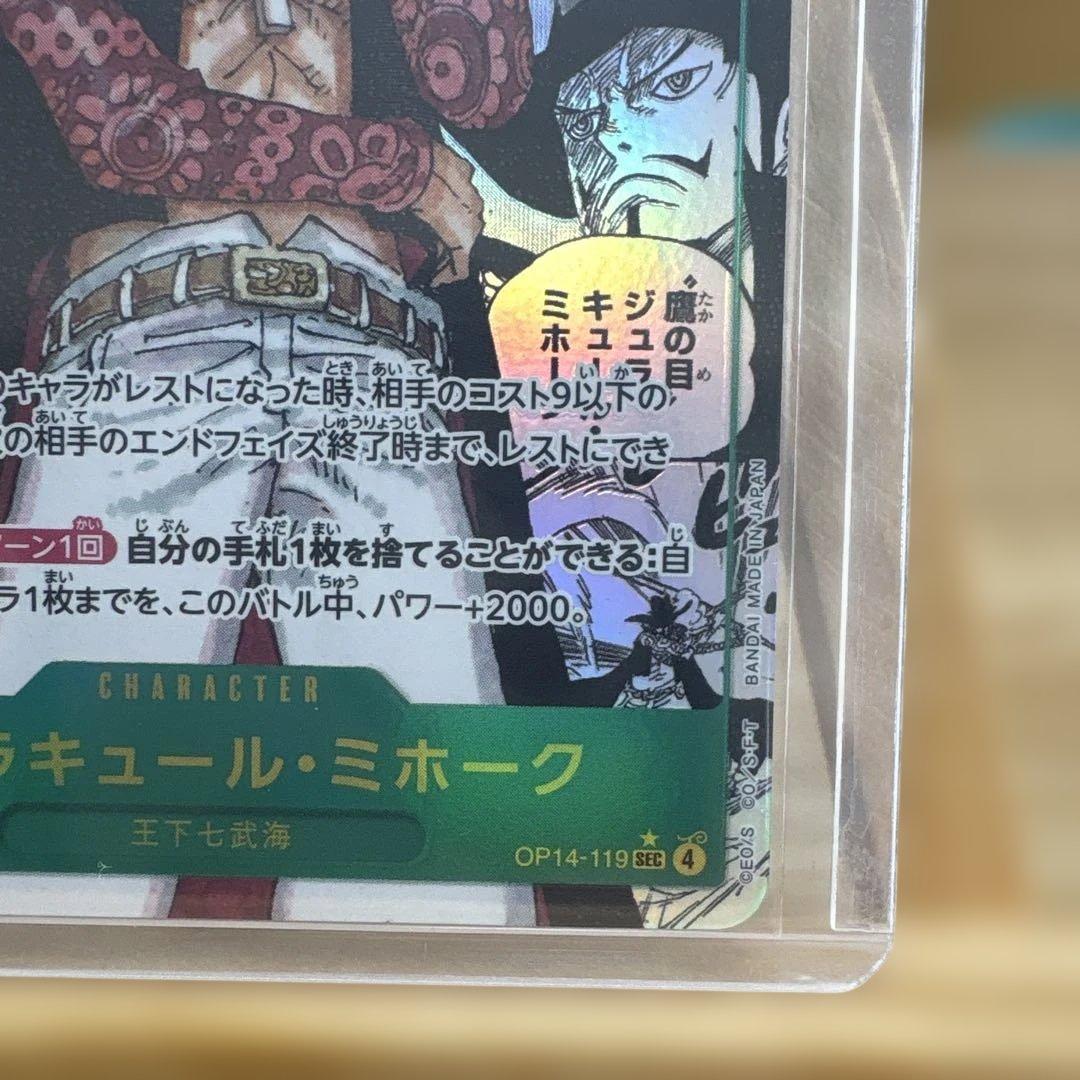 “鷹の目”
ジュラ
キュール・
ミホーク
のキャラがレストになった時、相手のコスト9以下の
の相手のエンドフェイズ終了時まで、レストにでき
ターン1回 自分の手札1枚を捨てることができる:自
ラ1枚までを、このバトル中、パワー+2000。
CHARACTER
ラキュール・ミホーク
王下七武海
OP14-119 SEC 4
BANDAI MADE IN JAPAN
©E.O/S ©O/S･F･T